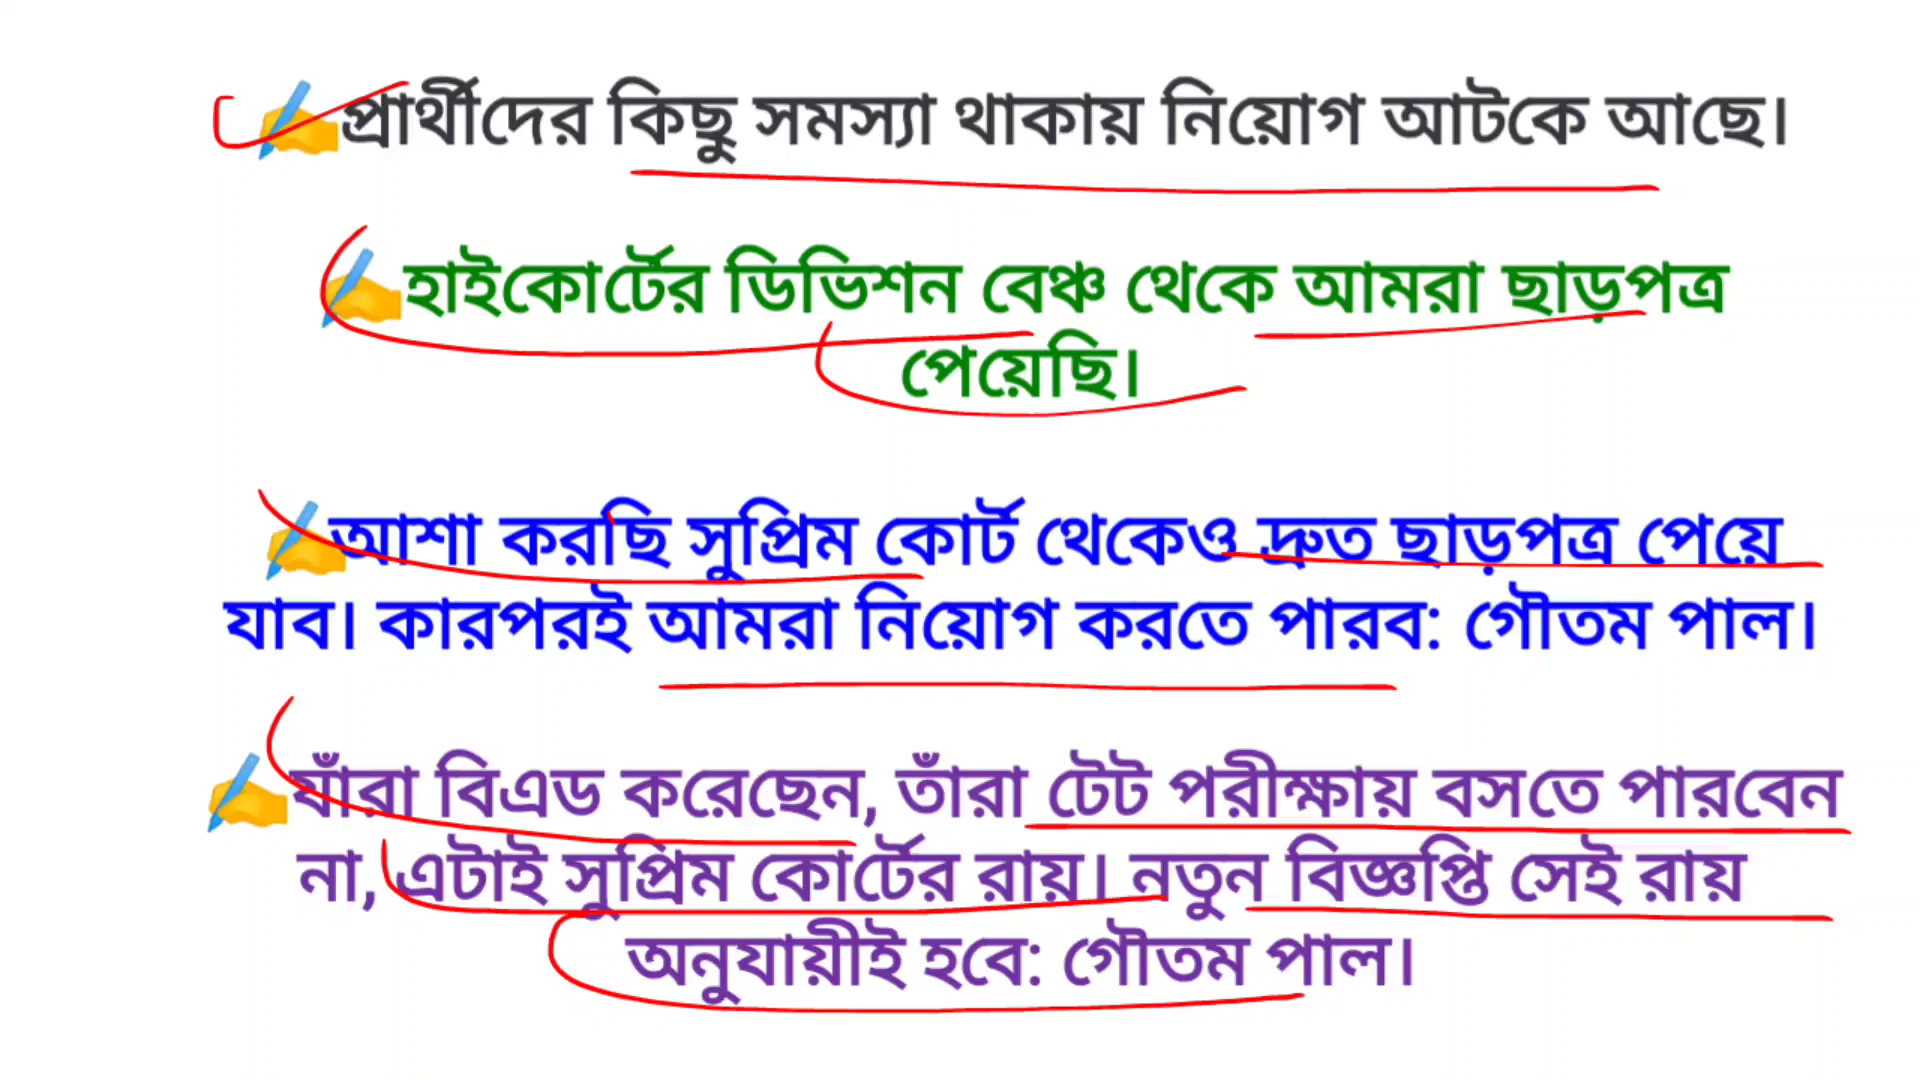 ✍️প্রার্থীদের কিছু সমস্যা থাকায় নিয়োগ আটকে আছে।
✍️হাইকোর্টের ডিভিশন বেঞ্চ থেকে আমরা ছাড়পত্র
পেয়েছি।
✍️আশা করছি সুপ্রিম কোর্ট থেকেও দ্রুত ছাড়পত্র পেয়ে
যাব। কারপরই আমরা নিয়োগ করতে পারব: গৌতম পাল।
✍️যাঁরা বিএড করেছেন, তাঁরা টেট পরীক্ষায় বসতে পারবেন
না, এটাই সুপ্রিম কোর্টের রায়। নতুন বিজ্ঞপ্তি সেই রায়
অনুযায়ীই হবে: গৌতম পাল।